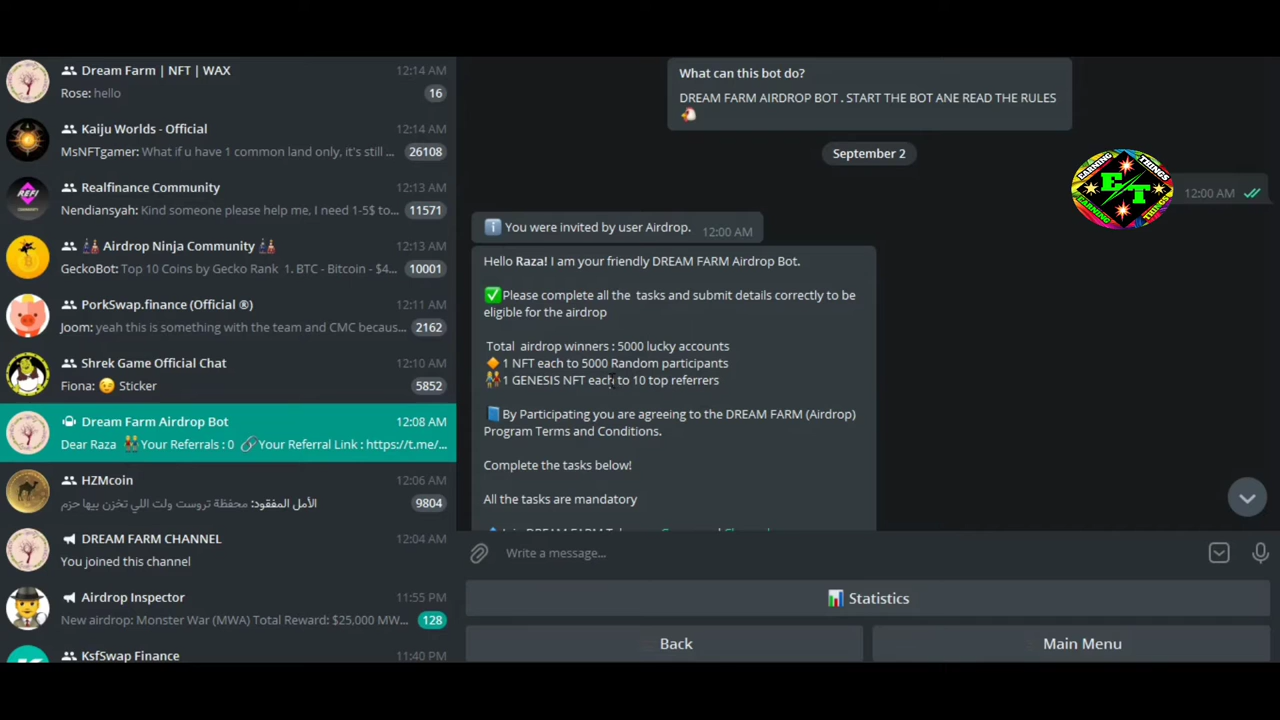 Dream Farm | NFT | WAX 12:14 AM
Rose: hello 16
Kaiju Worlds - Official 12:14 AM
MsNFTgamer: What if u have 1 common land only, it's still ... 26108
Realfinance Community 12:13 AM
Nendiansyah: Kind someone please help me, I need 1-5$ to... 11571
Airdrop Ninja Community 12:13 AM
GeckoBot: Top 10 Coins by Gecko Rank 1. BTC - Bitcoin - $4... 10001
PorkSwap.finance (Official ®) 12:11 AM
Joom: yeah this is something with the team and CMC becaus... 2162
Shrek Game Official Chat 12:10 AM
Fiona: 😉 Sticker 5852
Dream Farm Airdrop Bot 12:08 AM
Dear Raza 👬Your Referrals : 0 🔗Your Referral Link : https://t.me/...
HZMcoin 12:06 AM
الأمل المفقود: محفظة تروست ولت اللي تخزن بيها حزم 9804
DREAM FARM CHANNEL 12:04 AM
You joined this channel
Airdrop Inspector 11:55 PM
New airdrop: Monster War (MWA) Total Reward: $25,000 MW... 128
KsfSwap Finance 11:40 PM
What can this bot do?
DREAM FARM AIRDROP BOT . START THE BOT ANE READ THE RULES
September 2
EARNING THINGS
ET
EARNING THINGS
12:00 AM
You were invited by user Airdrop. 12:00 AM
Hello Raza! I am your friendly DREAM FARM Airdrop Bot.
✅Please complete all the tasks and submit details correctly to be
eligible for the airdrop
Total airdrop winners : 5000 lucky accounts
🔸1 NFT each to 5000 Random participants
👬1 GENESIS NFT each to 10 top referrers
📘By Participating you are agreeing to the DREAM FARM (Airdrop)
Program Terms and Conditions.
Complete the tasks below!
All the tasks are mandatory
Write a message...
Statistics
Back
Main Menu